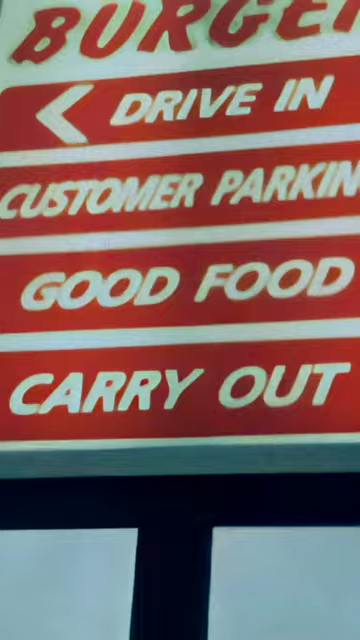 BURGER
DRIVE IN
CUSTOMER PARKIN
GOOD FOOD
CARRY OUT